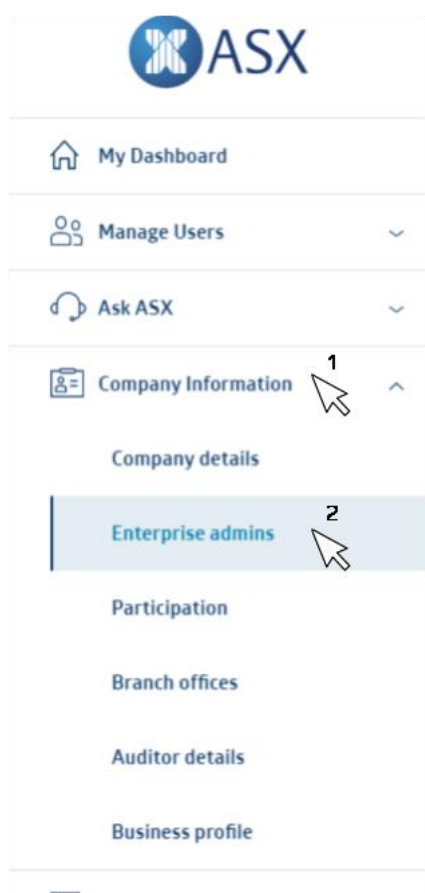 ASX
My Dashboard
Manage Users
Ask ASX
1
Company Information
Company details
2
Enterprise admins
Participation
Branch offices
Auditor details
Business profile